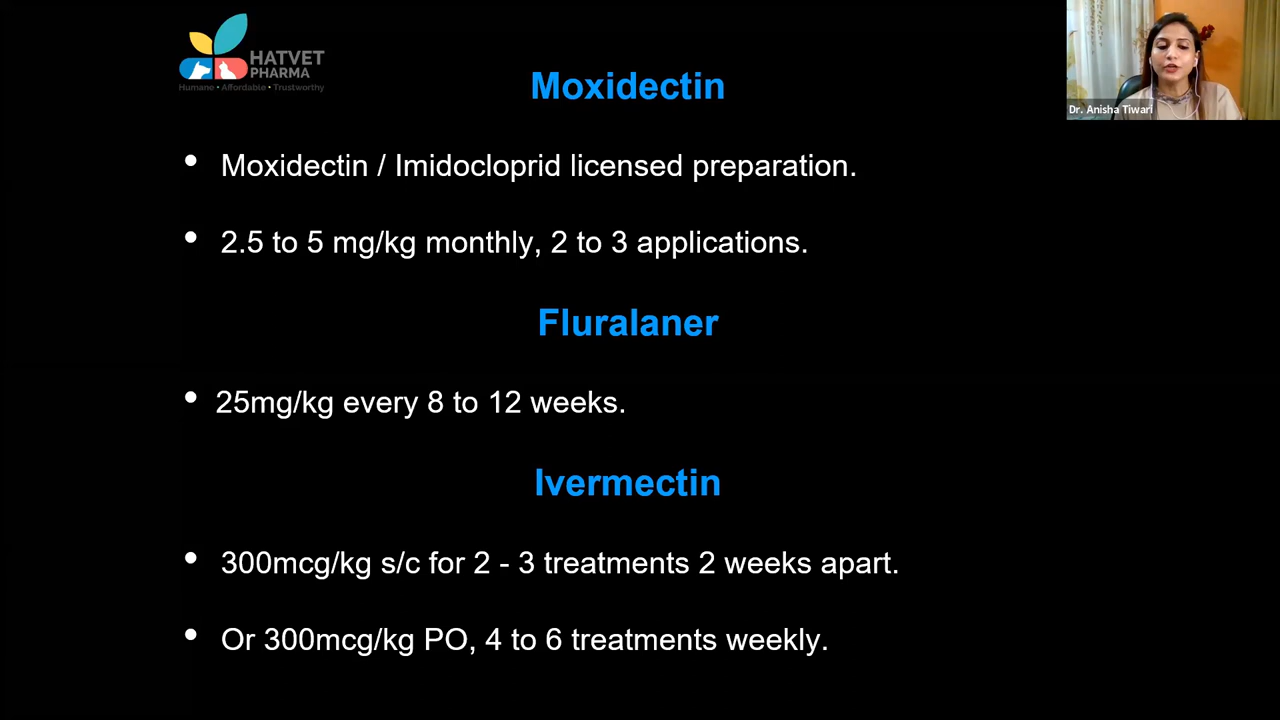 HATVET
PHARMA
Humane • Affordable • Trustworthy
Dr. Anisha Tiwari
Moxidectin
• Moxidectin / Imidocloprid licensed preparation.
• 2.5 to 5 mg/kg monthly, 2 to 3 applications.
Fluralaner
• 25mg/kg every 8 to 12 weeks.
Ivermectin
• 300mcg/kg s/c for 2 - 3 treatments 2 weeks apart.
• Or 300mcg/kg PO, 4 to 6 treatments weekly.